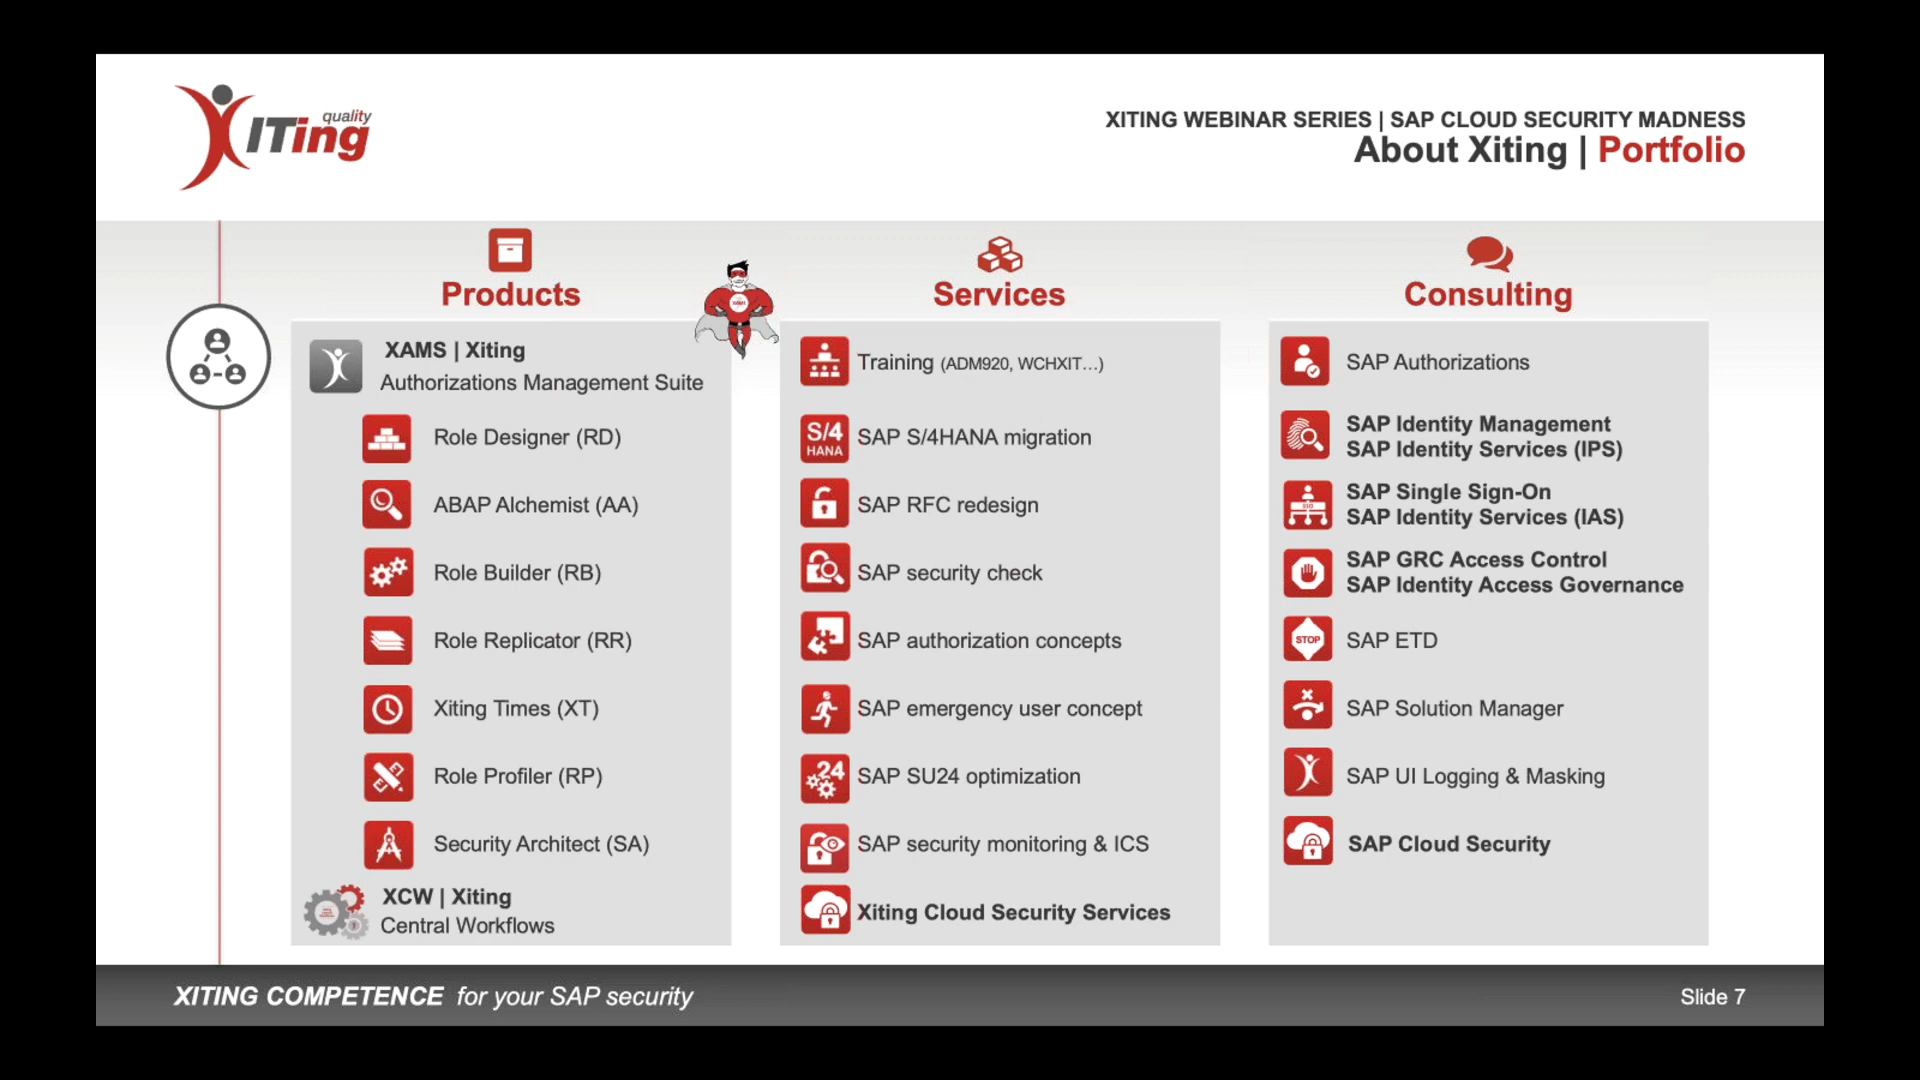 quality
XITing
XITING WEBINAR SERIES | SAP CLOUD SECURITY MADNESS
About Xiting | Portfolio
Products
XAMS | Xiting
Authorizations Management Suite
Role Designer (RD)
ABAP Alchemist (AA)
Role Builder (RB)
Role Replicator (RR)
Xiting Times (XT)
Role Profiler (RP)
Security Architect (SA)
XCW | Xiting
Central Workflows
Services
Training (ADM920, WCHXIT...)
S/4
HANA
SAP S/4HANA migration
SAP RFC redesign
SAP security check
SAP authorization concepts
SAP emergency user concept
24
SAP SU24 optimization
SAP security monitoring & ICS
Xiting Cloud Security Services
Consulting
SAP Authorizations
SAP Identity Management
SAP Identity Services (IPS)
SSO
SAP Single Sign-On
SAP Identity Services (IAS)
SAP GRC Access Control
SAP Identity Access Governance
STOP
SAP ETD
SAP Solution Manager
SAP UI Logging & Masking
SAP Cloud Security
XITING COMPETENCE for your SAP security
Slide 7